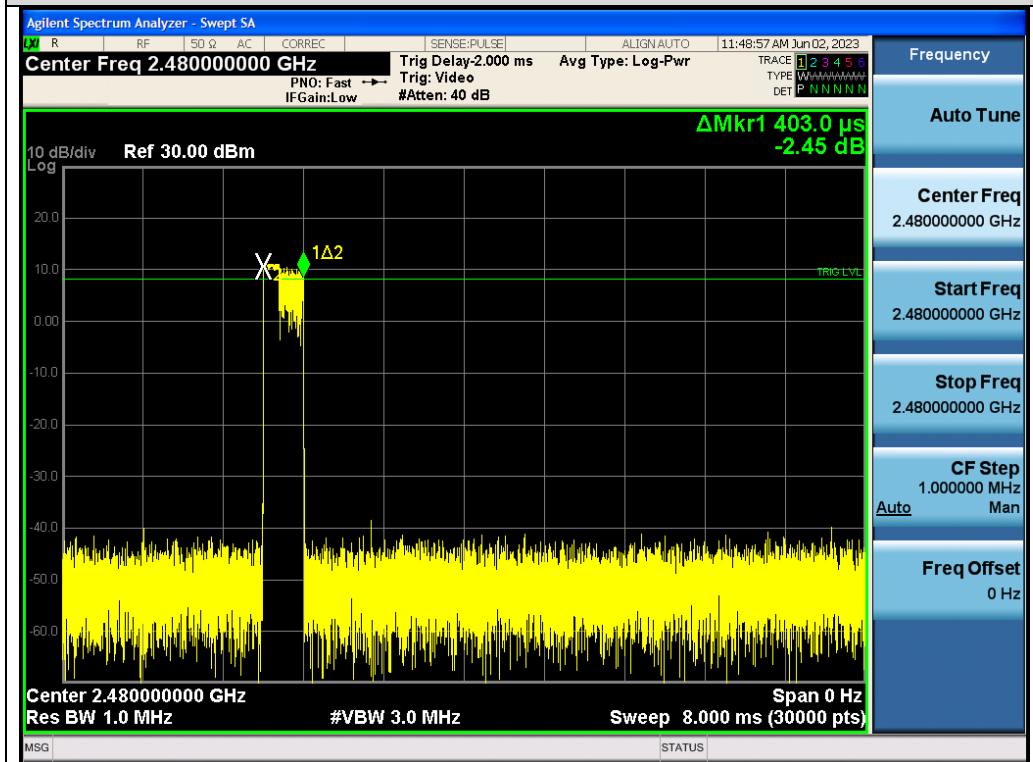 Agilent Spectrum Analyzer - Swept SA
LXI R RF 50 Ω AC CORREC SENSE:PULSE ALIGN AUTO 11:48:57 AM Jun 02, 2023
Center Freq 2.480000000 GHz
PNO: Fast
IFGain:Low
Trig Delay-2.000 ms
Trig: Video
#Atten: 40 dB
Avg Type: Log-Pwr
TRACE 1 2 3 4 5 6
TYPE W
DET P N N N N N
ΔMkr1 403.0 µs
-2.45 dB
10 dB/div Ref 30.00 dBm
Log
20.0
10.0
0.00
-10.0
-20.0
-30.0
-40.0
-50.0
-60.0
1Δ2
TRIG LVL
Center 2.480000000 GHz Span 0 Hz
Res BW 1.0 MHz #VBW 3.0 MHz Sweep 8.000 ms (30000 pts)
MSG STATUS
Frequency
Auto Tune
Center Freq
2.480000000 GHz
Start Freq
2.480000000 GHz
Stop Freq
2.480000000 GHz
CF Step
1.000000 MHz
Auto Man
Freq Offset
0 Hz